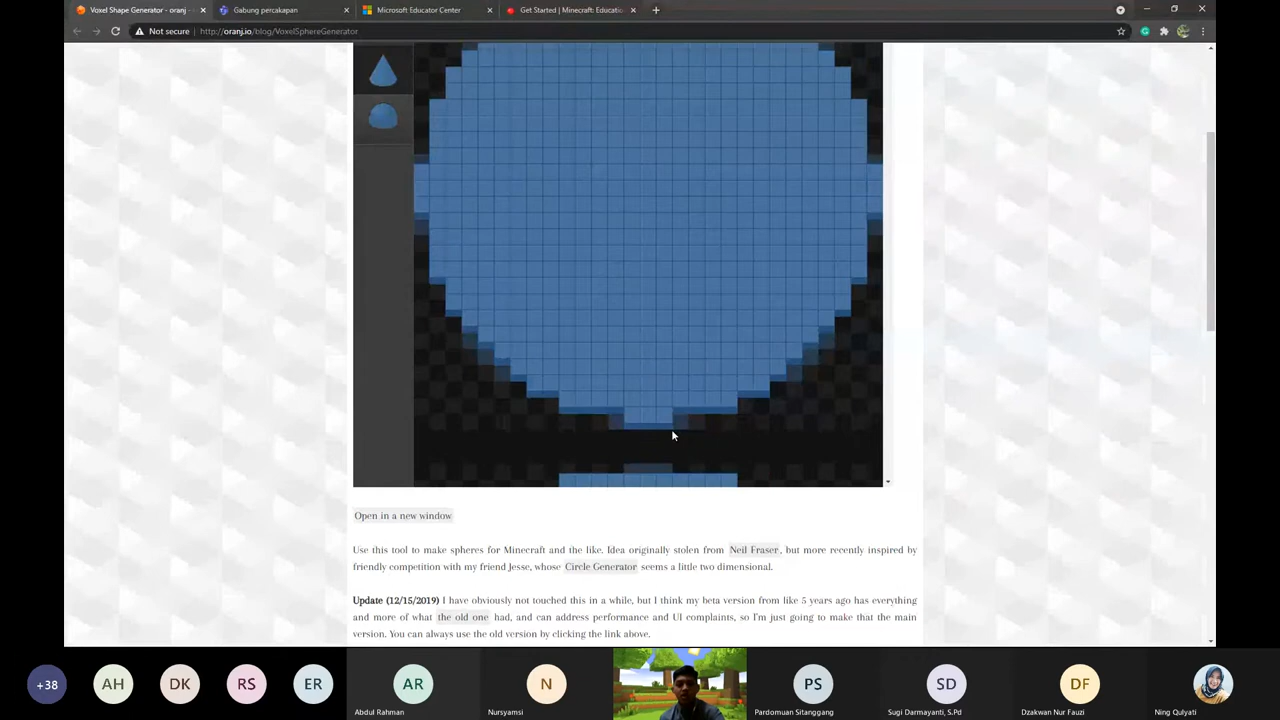 Voxel Shape Generator - oranj
Gabung percakapan
Microsoft Educator Center
Get Started | Minecraft: Educatio
Not secure
http://oranj.io/blog/VoxelSphereGenerator
Open in a new window
Use this tool to make spheres for Minecraft and the like. Idea originally stolen from Neil Fraser, but more recently inspired by
friendly competition with my friend Jesse, whose Circle Generator seems a little two dimensional.
Update (12/15/2019) I have obviously not touched this in a while, but I think my beta version from like 5 years ago has everything
and more of what the old one had, and can address performance and UI complaints, so I'm just going to make that the main
version. You can always use the old version by clicking the link above.
+38
AH
DK
RS
ER
AR
N
PS
SD
DF
Abdul Rahman
Nursyamsi
Pardomuan Sitanggang
Sugi Darmayanti, S.Pd
Dzakwan Nur Fauzi
Ning Qulyati